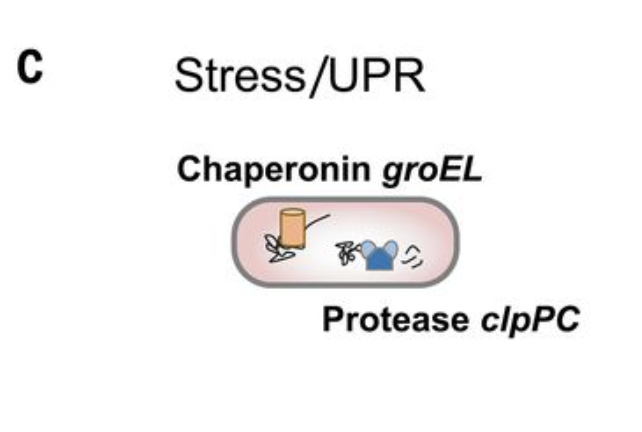 C
Stress/UPR
Chaperonin groEL
Protease clpPC